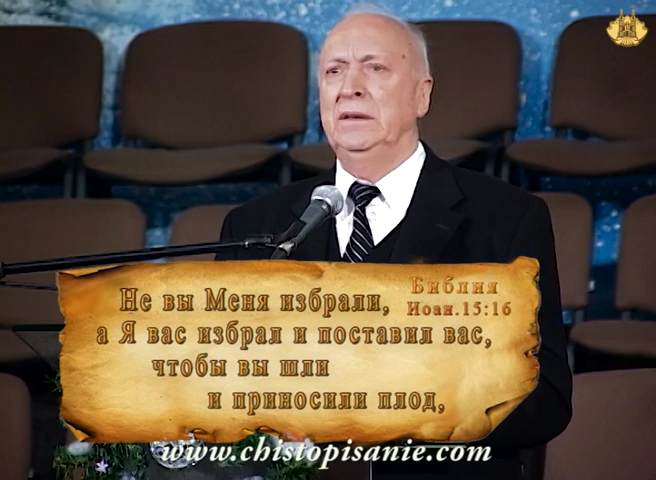 Не вы Меня избрали,
Библия
Иоан.15:16
а Я вас избрал и поставил вас,
чтобы вы шли
и приносили плод,
www.chistopisanie.com